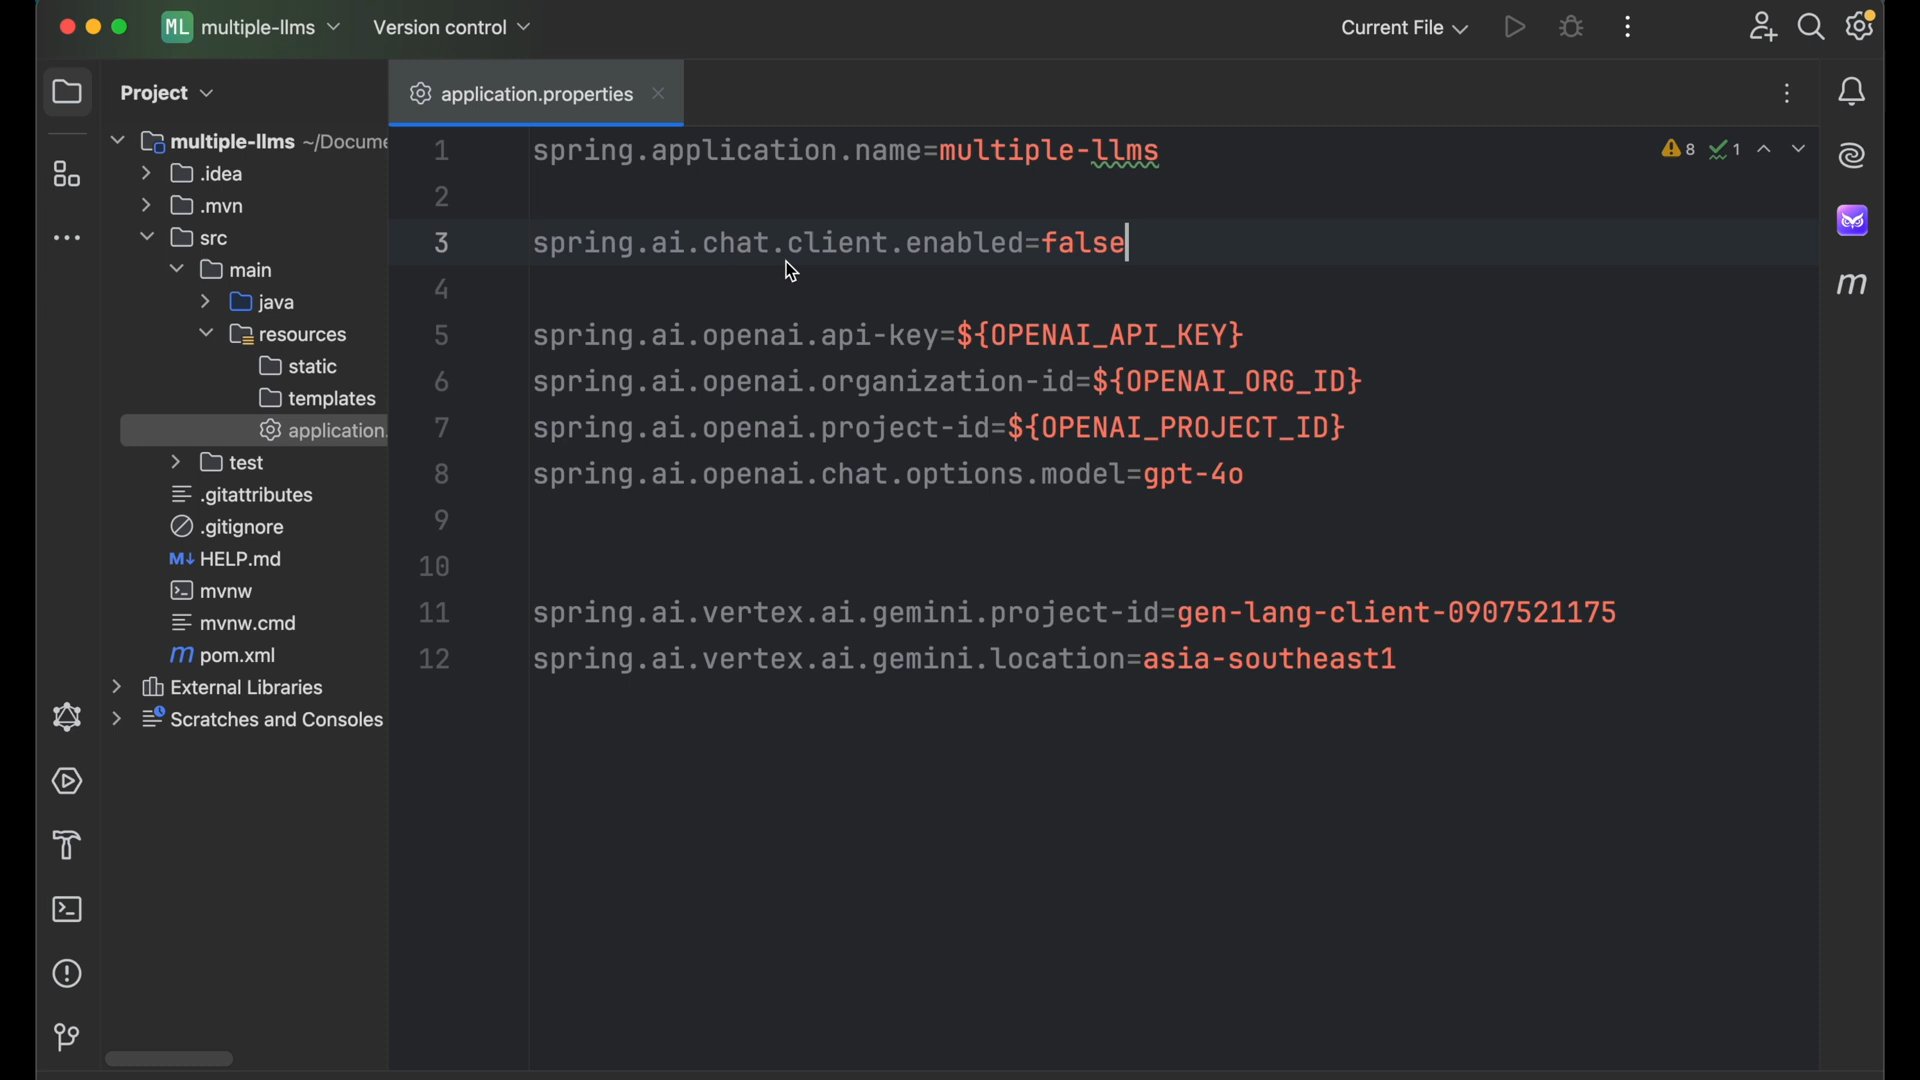 ML multiple-llms Version control Current File
Project
application.properties
multiple-llms ~/Docume
.idea
.mvn
src
main
java
resources
static
templates
application.
test
.gitattributes
.gitignore
M↓ HELP.md
mvnw
mvnw.cmd
m pom.xml
External Libraries
Scratches and Consoles
1 spring.application.name=multiple-llms
2
3 spring.ai.chat.client.enabled=false
4
5 spring.ai.openai.api-key=${OPENAI_API_KEY}
6 spring.ai.openai.organization-id=${OPENAI_ORG_ID}
7 spring.ai.openai.project-id=${OPENAI_PROJECT_ID}
8 spring.ai.openai.chat.options.model=gpt-4o
9
10
11 spring.ai.vertex.ai.gemini.project-id=gen-lang-client-0907521175
12 spring.ai.vertex.ai.gemini.location=asia-southeast1
8 1
m